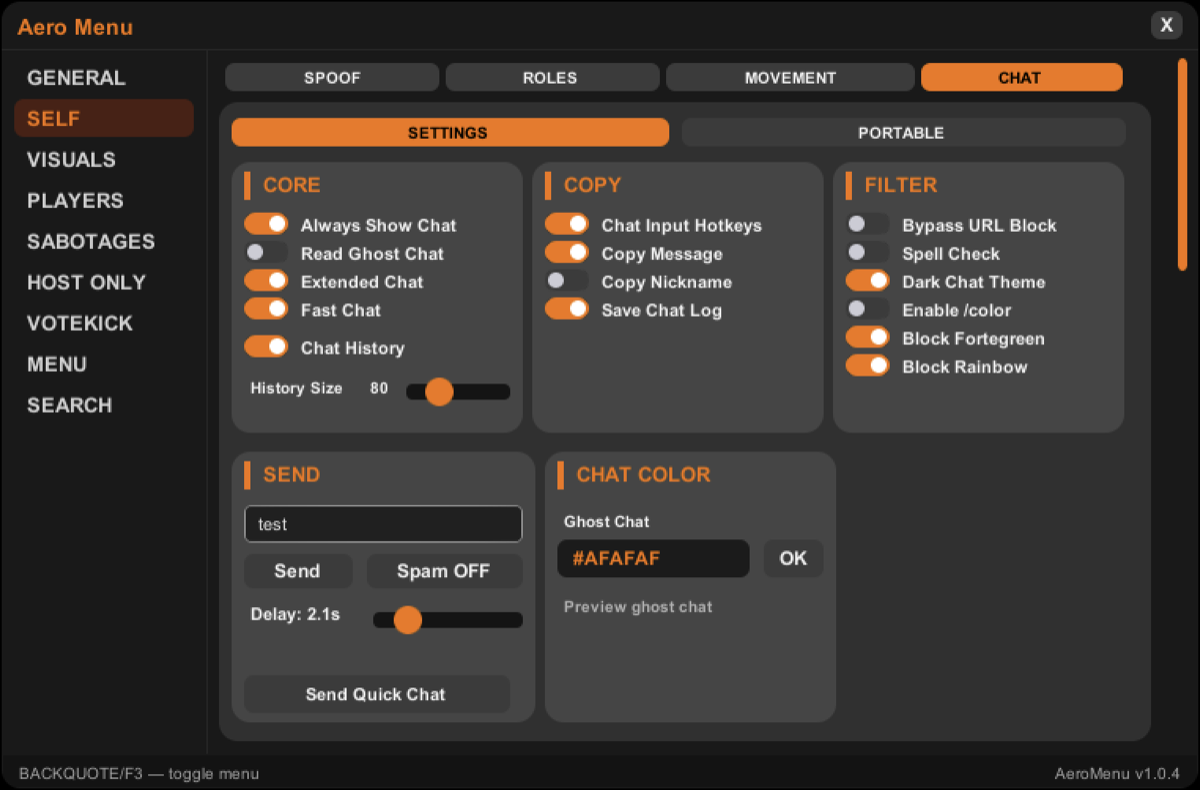 Aero Menu
X
GENERAL
SELF
VISUALS
PLAYERS
SABOTAGES
HOST ONLY
VOTEKICK
MENU
SEARCH
SPOOF
ROLES
MOVEMENT
CHAT
SETTINGS
PORTABLE
CORE
Always Show Chat
Read Ghost Chat
Extended Chat
Fast Chat
Chat History
History Size 80
COPY
Chat Input Hotkeys
Copy Message
Copy Nickname
Save Chat Log
FILTER
Bypass URL Block
Spell Check
Dark Chat Theme
Enable /color
Block Fortegreen
Block Rainbow
SEND
test
Send
Spam OFF
Delay: 2.1s
Send Quick Chat
CHAT COLOR
Ghost Chat
#AFAFAF
OK
Preview ghost chat
BACKQUOTE/F3 — toggle menu
AeroMenu v1.0.4